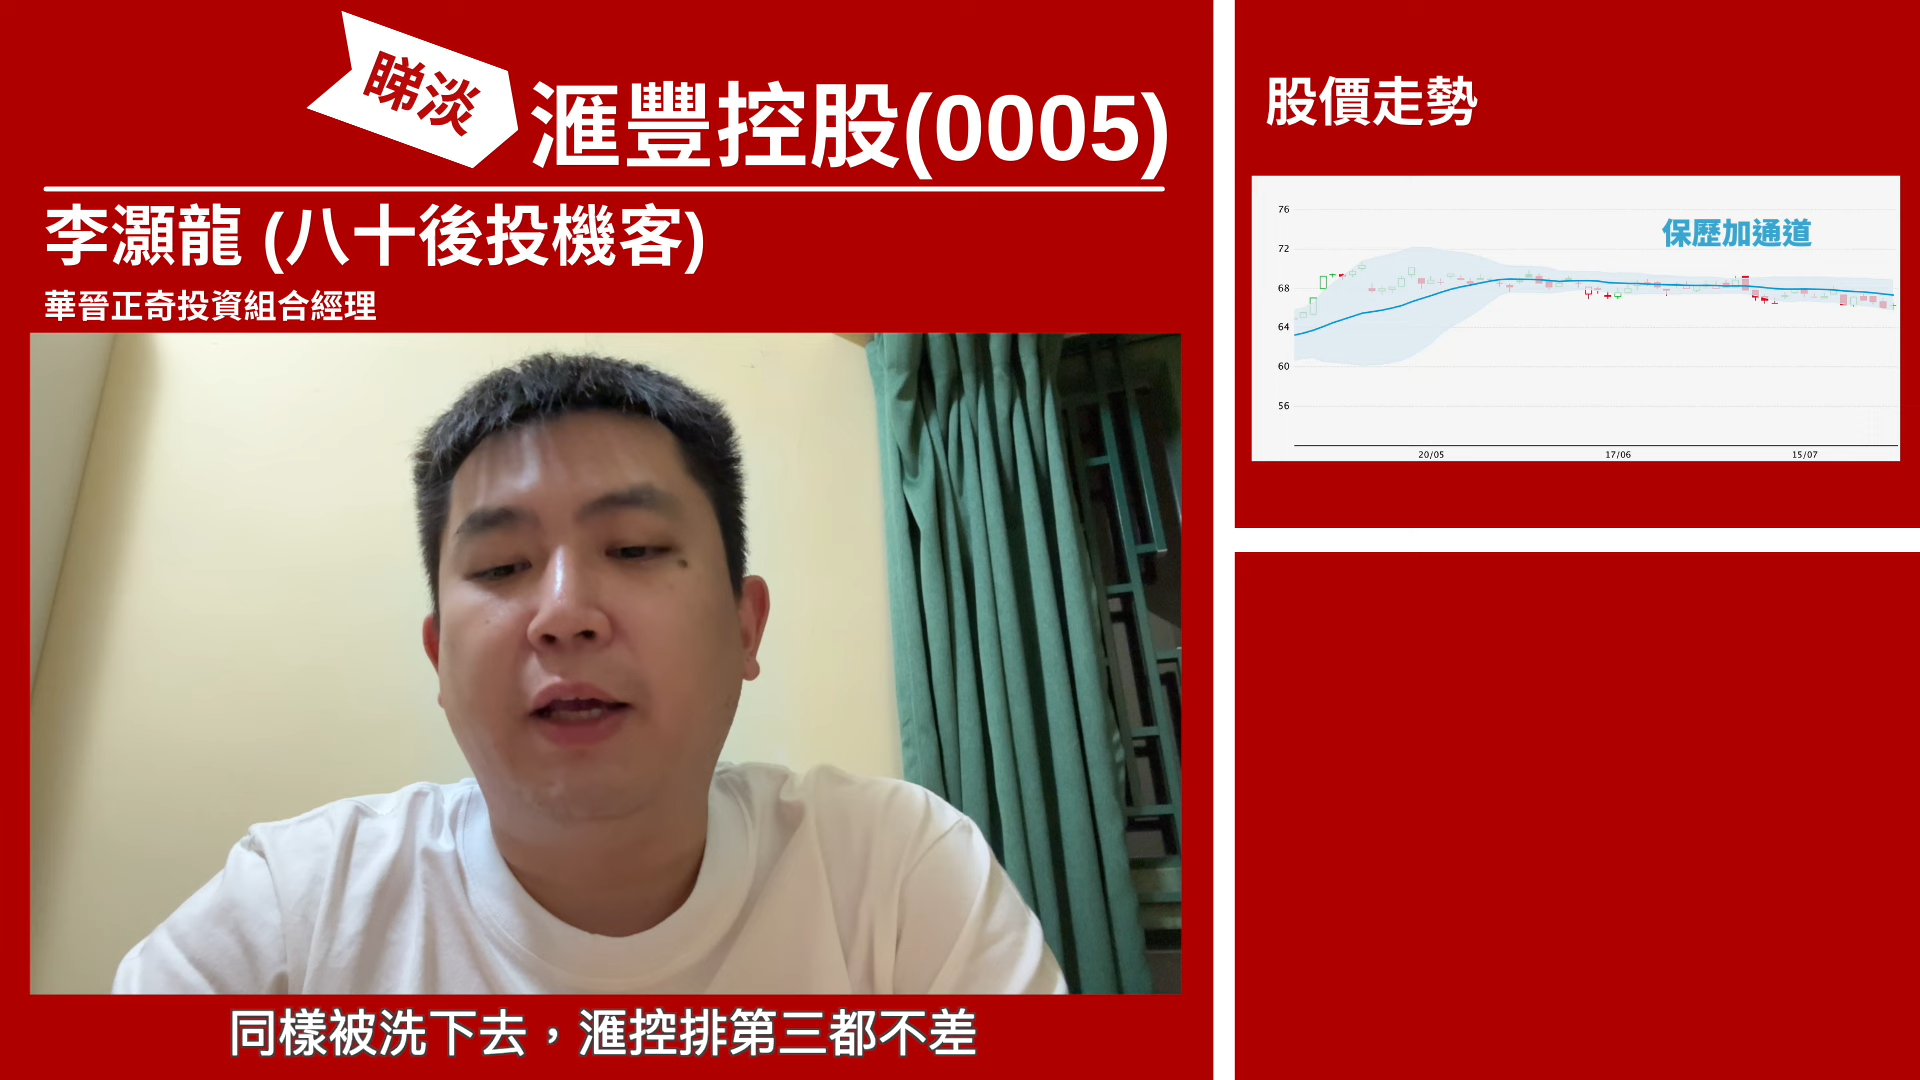 睇淡
滙豐控股(0005)
李灝龍 (八十後投機客)
華晉正奇投資組合經理
同樣被洗下去，滙控排第三都不差
股價走勢
保歷加通道
76
72
68
64
60
56
20/05
17/06
15/07